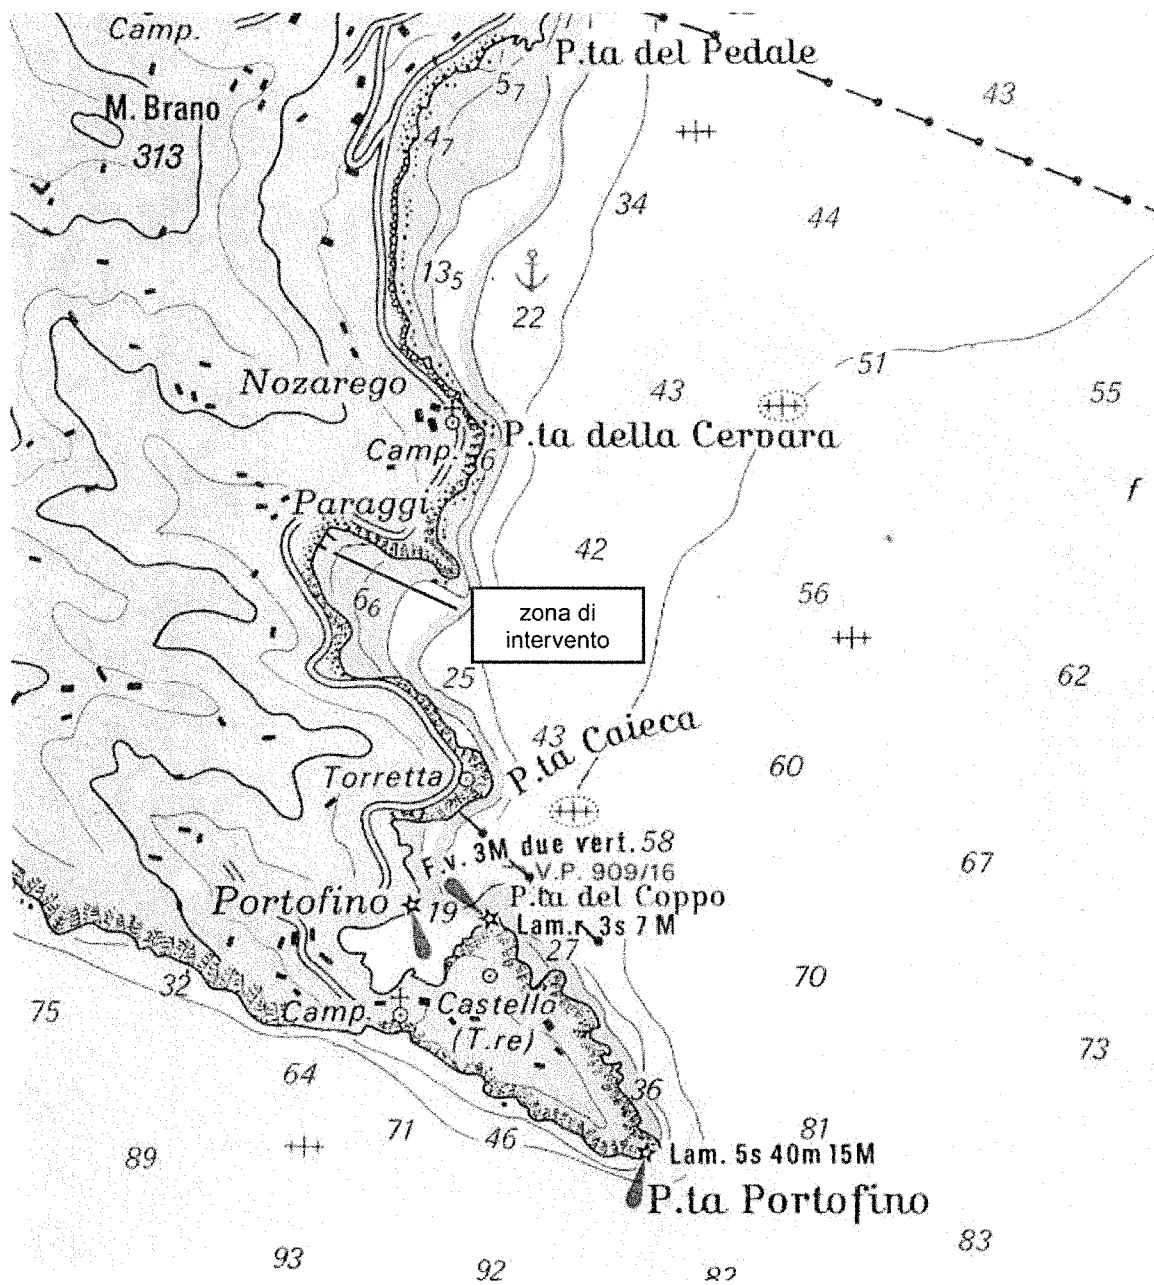 Camp.
P.ta del Pedale
5₇
43
M. Brano
313
4₇
34
44
13₅
22
51
Nozarego
43
55
P.ta della Cervara
Camp.
6
f
Paraggi
42
6₆
56
zona di
intervento
25
62
43
P.ta Caieca
Torretta
60
F.v. 3M due vert. 58
V.P. 909/16
67
Portofino
19
P.ta del Coppo
Lam.r. 3s 7 M
27
32
70
75
Camp.
Castello
(T.re)
73
64
36
71
46
81
89
Lam. 5s 40m 15M
P.ta Portofino
83
93
92
82